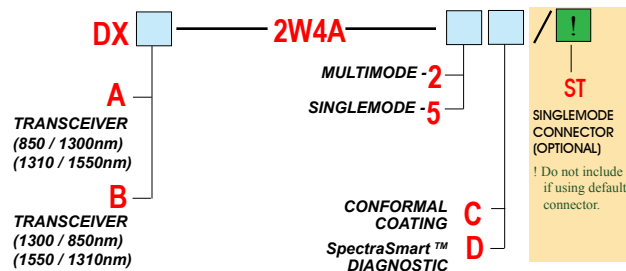 DX 2W4A / !
A
TRANSCEIVER
(850 / 1300nm)
(1310 / 1550nm)
B
TRANSCEIVER
(1300 / 850nm)
(1550 / 1310nm)
MULTIMODE - 2
SINGLEMODE - 5
CONFORMAL
COATING C
SpectraSmart ™
DIAGNOSTIC D
ST
SINGLEMODE
CONNECTOR
(OPTIONAL)
! Do not include
if using default
connector.